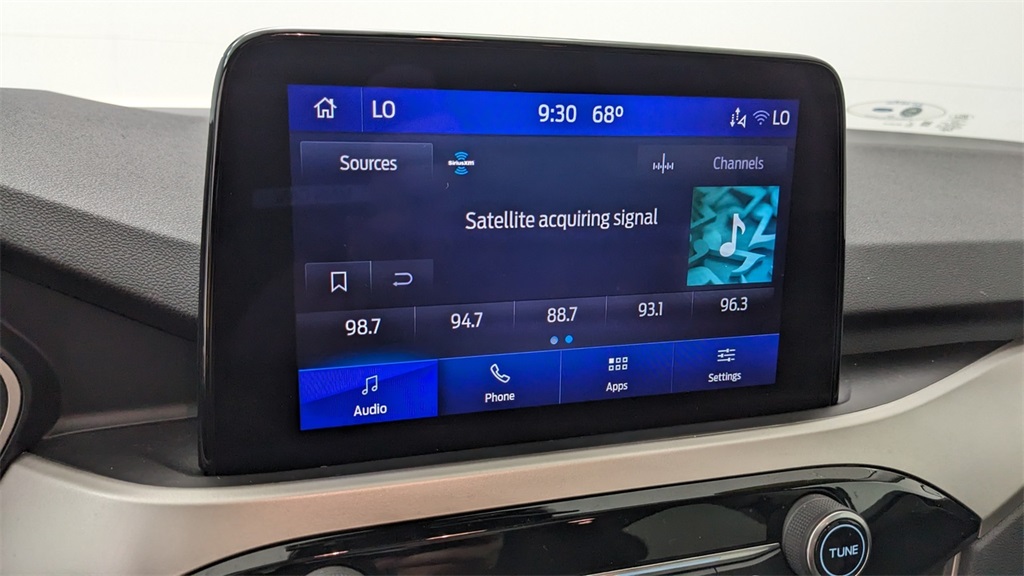 LO 9:30 68° LO
Sources SiriusXM Channels
Satellite acquiring signal
98.7 94.7 88.7 93.1 96.3
Audio Phone Apps Settings
TUNE